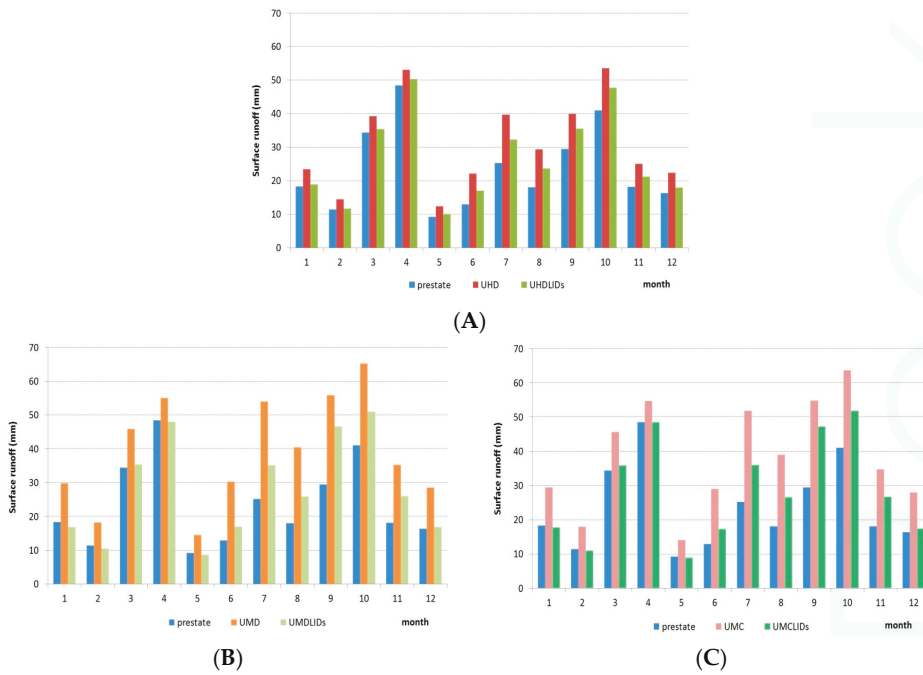 70
60
50
40
30
20
10
0
Surface runoff (mm)
1 2 3 4 5 6 7 8 9 10 11 12
prestate UHD UHDLIDs month
(A)
70
60
50
40
30
20
10
0
Surface runoff (mm)
1 2 3 4 5 6 7 8 9 10 11 12
prestate UMD UMDLIDs month
(B)
70
60
50
40
30
20
10
0
Surface runoff (mm)
1 2 3 4 5 6 7 8 9 10 11 12
prestate UMC UMCLIDs month
(C)